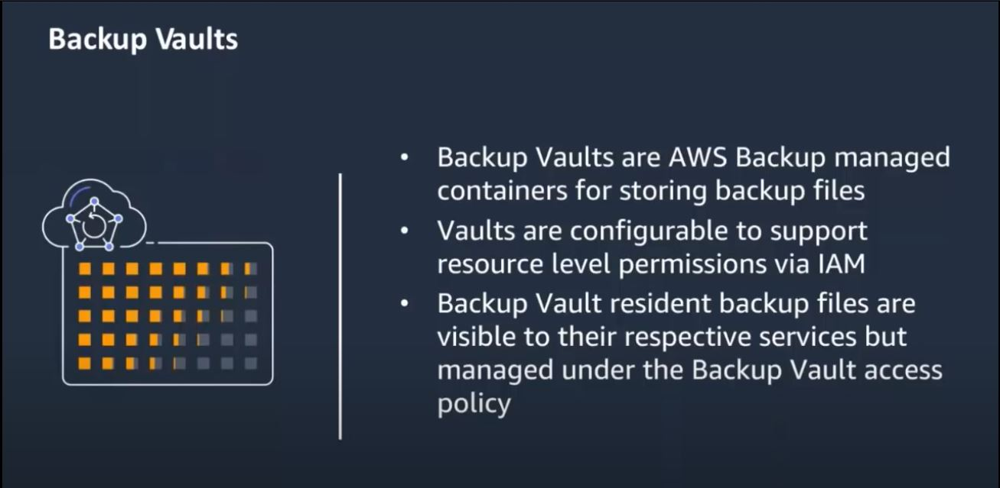 Backup Vaults
• Backup Vaults are AWS Backup managed
containers for storing backup files
• Vaults are configurable to support
resource level permissions via IAM
• Backup Vault resident backup files are
visible to their respective services but
managed under the Backup Vault access
policy